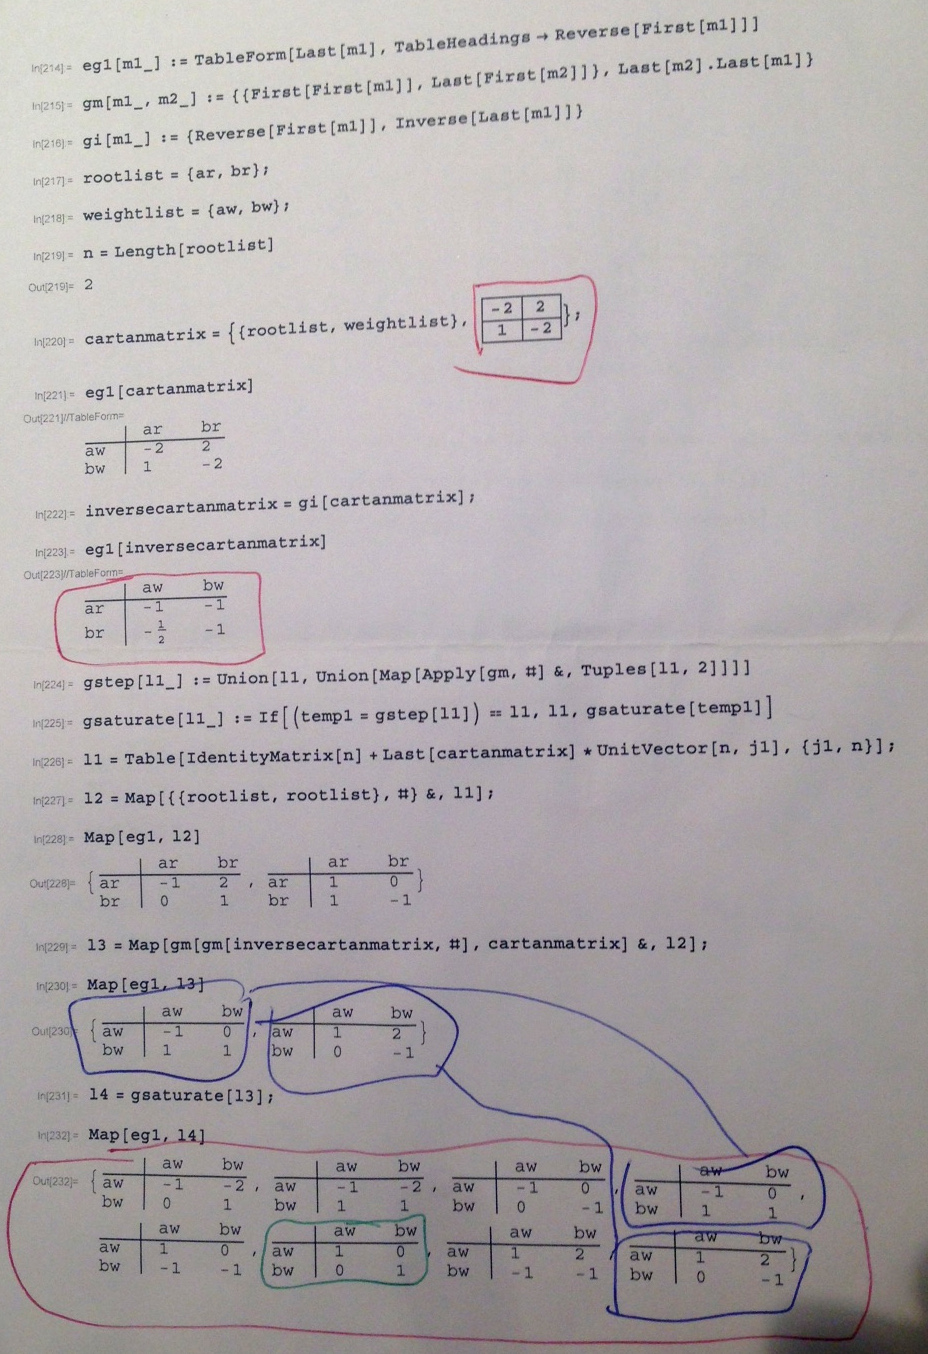 In[214]:= eg1[m1_] := TableForm[Last[m1], TableHeadings → Reverse[First[m1]]]
In[215]:= gm[m1_, m2_] := {{First[First[m1]], Last[First[m2]]}, Last[m2].Last[m1]}
In[216]:= gi[m1_] := {Reverse[First[m1]], Inverse[Last[m1]]}
In[217]:= rootlist = {ar, br};
In[218]:= weightlist = {aw, bw};
In[219]:= n = Length[rootlist]
Out[219]= 2
In[220]:= cartanmatrix = {{rootlist, weightlist}, -2 2
1 -2 };
In[221]:= eg1[cartanmatrix]
Out[221]//TableForm=
ar br
aw -2 2
bw 1 -2
In[222]:= inversecartanmatrix = gi[cartanmatrix];
In[223]:= eg1[inversecartanmatrix]
Out[223]//TableForm=
aw bw
ar -1 -1
br -1/2 -1
In[224]:= gstep[l1_] := Union[l1, Union[Map[Apply[gm, #] &, Tuples[l1, 2]]]]
In[225]:= gsaturate[l1_] := If[(temp1 = gstep[l1]) == l1, l1, gsaturate[temp1]]
In[226]:= l1 = Table[IdentityMatrix[n] + Last[cartanmatrix] * UnitVector[n, j1], {j1, n}];
In[227]:= l2 = Map[{{rootlist, rootlist}, #} &, l1];
In[228]:= Map[eg1, l2]
ar br ar br
Out[228]= { ar -1 2 , ar 1 0 }
br 0 1 br 1 -1
In[229]:= l3 = Map[gm[gm[inversecartanmatrix, #], cartanmatrix] &, l2];
In[230]:= Map[eg1, l3]
aw bw aw bw
Out[230]= { aw -1 0 , aw 1 2 }
bw 1 1 bw 0 -1
In[231]:= l4 = gsaturate[l3];
In[232]:= Map[eg1, l4]
aw bw aw bw aw bw aw bw
Out[232]= { aw -1 -2 , aw -1 -2 , aw -1 0 , aw -1 0 ,
bw 0 1 bw 1 1 bw 0 -1 bw 1 1
aw bw aw bw aw bw aw bw
aw 1 0 , aw 1 0 , aw 1 2 , aw 1 2 }
bw -1 -1 bw 0 1 bw -1 -1 bw 0 -1